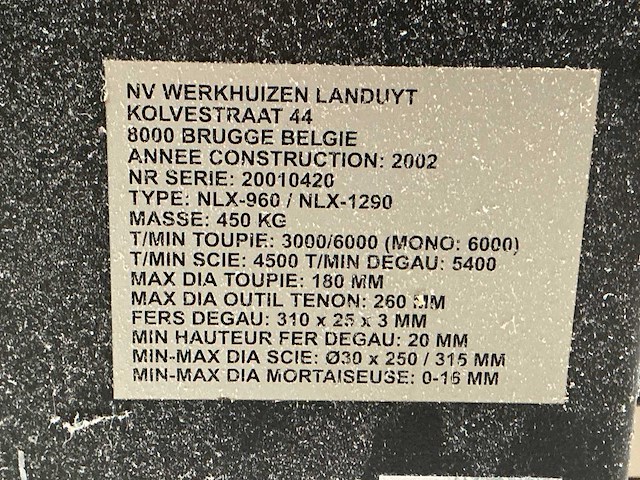 NV WERKHUIZEN LANDUYT
KOLVESTRAAT 44
8000 BRUGGE BELGIE
ANNEE CONSTRUCTION: 2002
NR SERIE: 20010420
TYPE: NLX-960 / NLX-1290
MASSE: 450 KG
T/MIN TOUPIE: 3000/6000 (MONO: 6000)
T/MIN SCIE: 4500 T/MIN DEGAU: 5400
MAX DIA TOUPIE: 180 MM
MAX DIA OUTIL TENON: 260 MM
FERS DEGAU: 310 x 25 x 3 MM
MIN HAUTEUR FER DEGAU: 20 MM
MIN-MAX DIA SCIE: Ø30 x 250 / 315 MM
MIN-MAX DIA MORTAISEUSE: 0-16 MM